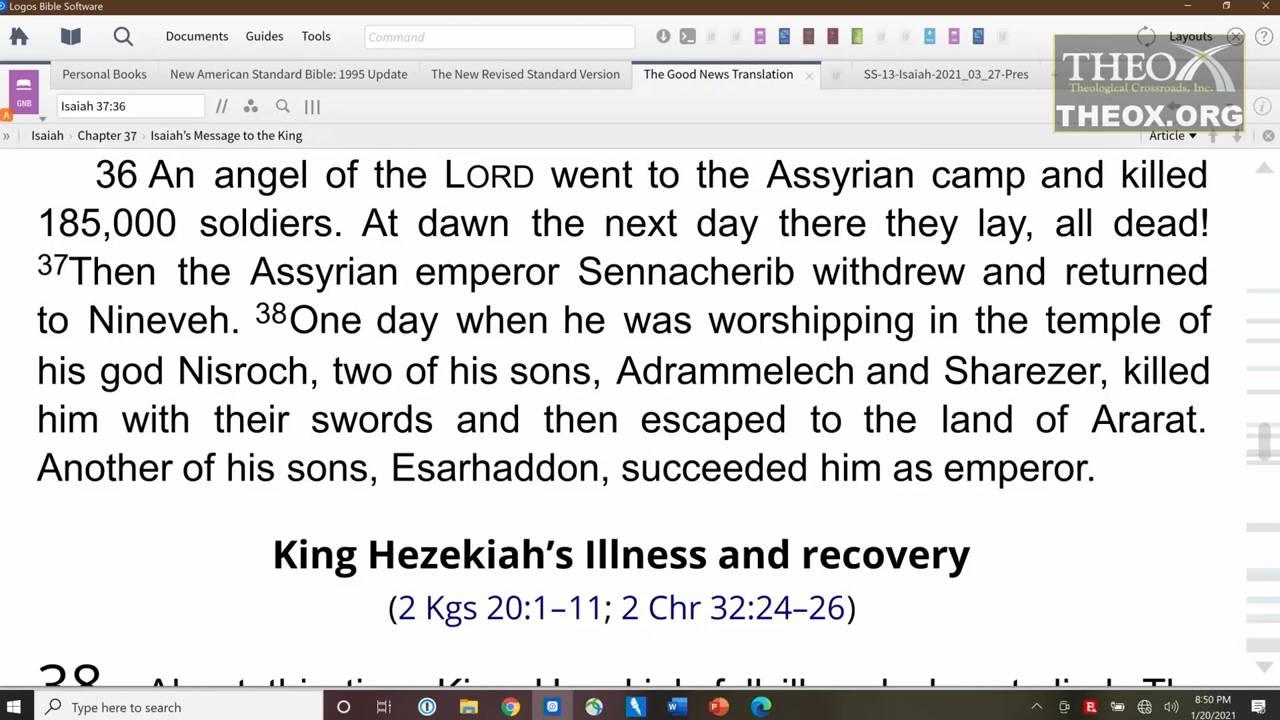 Logos Bible Software
Documents Guides Tools Command Layouts
THEOX
Theological Crossroads, Inc.
THEOX.ORG
Personal Books New American Standard Bible: 1995 Update The New Revised Standard Version The Good News Translation SS-13-Isaiah-2021_03_27-Pres
GNB
A
Isaiah 37:36
» Isaiah › Chapter 37 › Isaiah’s Message to the King Article
36 An angel of the LORD went to the Assyrian camp and killed
185,000 soldiers. At dawn the next day there they lay, all dead!
37Then the Assyrian emperor Sennacherib withdrew and returned
to Nineveh. 38One day when he was worshipping in the temple of
his god Nisroch, two of his sons, Adrammelech and Sharezer, killed
him with their swords and then escaped to the land of Ararat.
Another of his sons, Esarhaddon, succeeded him as emperor.
King Hezekiah’s Illness and recovery
(2 Kgs 20:1–11; 2 Chr 32:24–26)
38
Type here to search
8:50 PM
1/20/2021